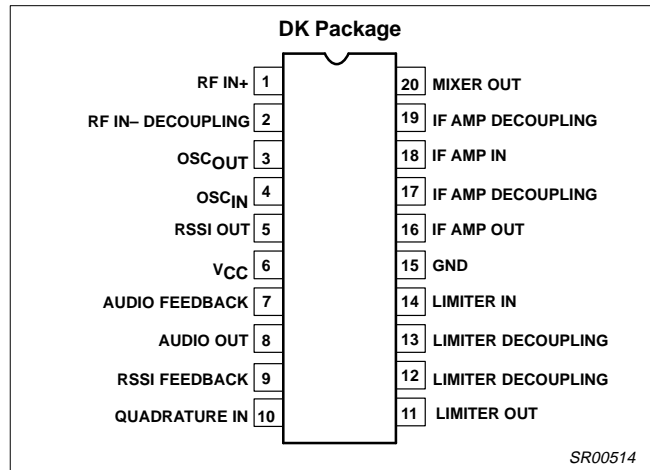 DK Package
RF IN+ 1
RF IN– DECOUPLING 2
OSCOUT 3
OSCIN 4
RSSI OUT 5
VCC 6
AUDIO FEEDBACK 7
AUDIO OUT 8
RSSI FEEDBACK 9
QUADRATURE IN 10
20 MIXER OUT
19 IF AMP DECOUPLING
18 IF AMP IN
17 IF AMP DECOUPLING
16 IF AMP OUT
15 GND
14 LIMITER IN
13 LIMITER DECOUPLING
12 LIMITER DECOUPLING
11 LIMITER OUT
SR00514